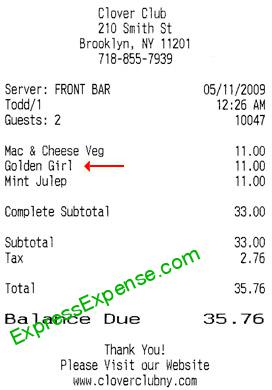 Clover Club
210 Smith St
Brooklyn, NY 11201
718-855-7939
Server: FRONT BAR 05/11/2009
Todd/1 12:26 AM
Guests: 2 10047
Mac & Cheese Veg 11.00
Golden Girl 11.00
Mint Julep 11.00
Complete Subtotal 33.00
Subtotal 33.00
Tax 2.76
Total 35.76
Balance Due 35.76
ExpressExpense.com
Thank You!
Please Visit our Website
www.cloverclubny.com